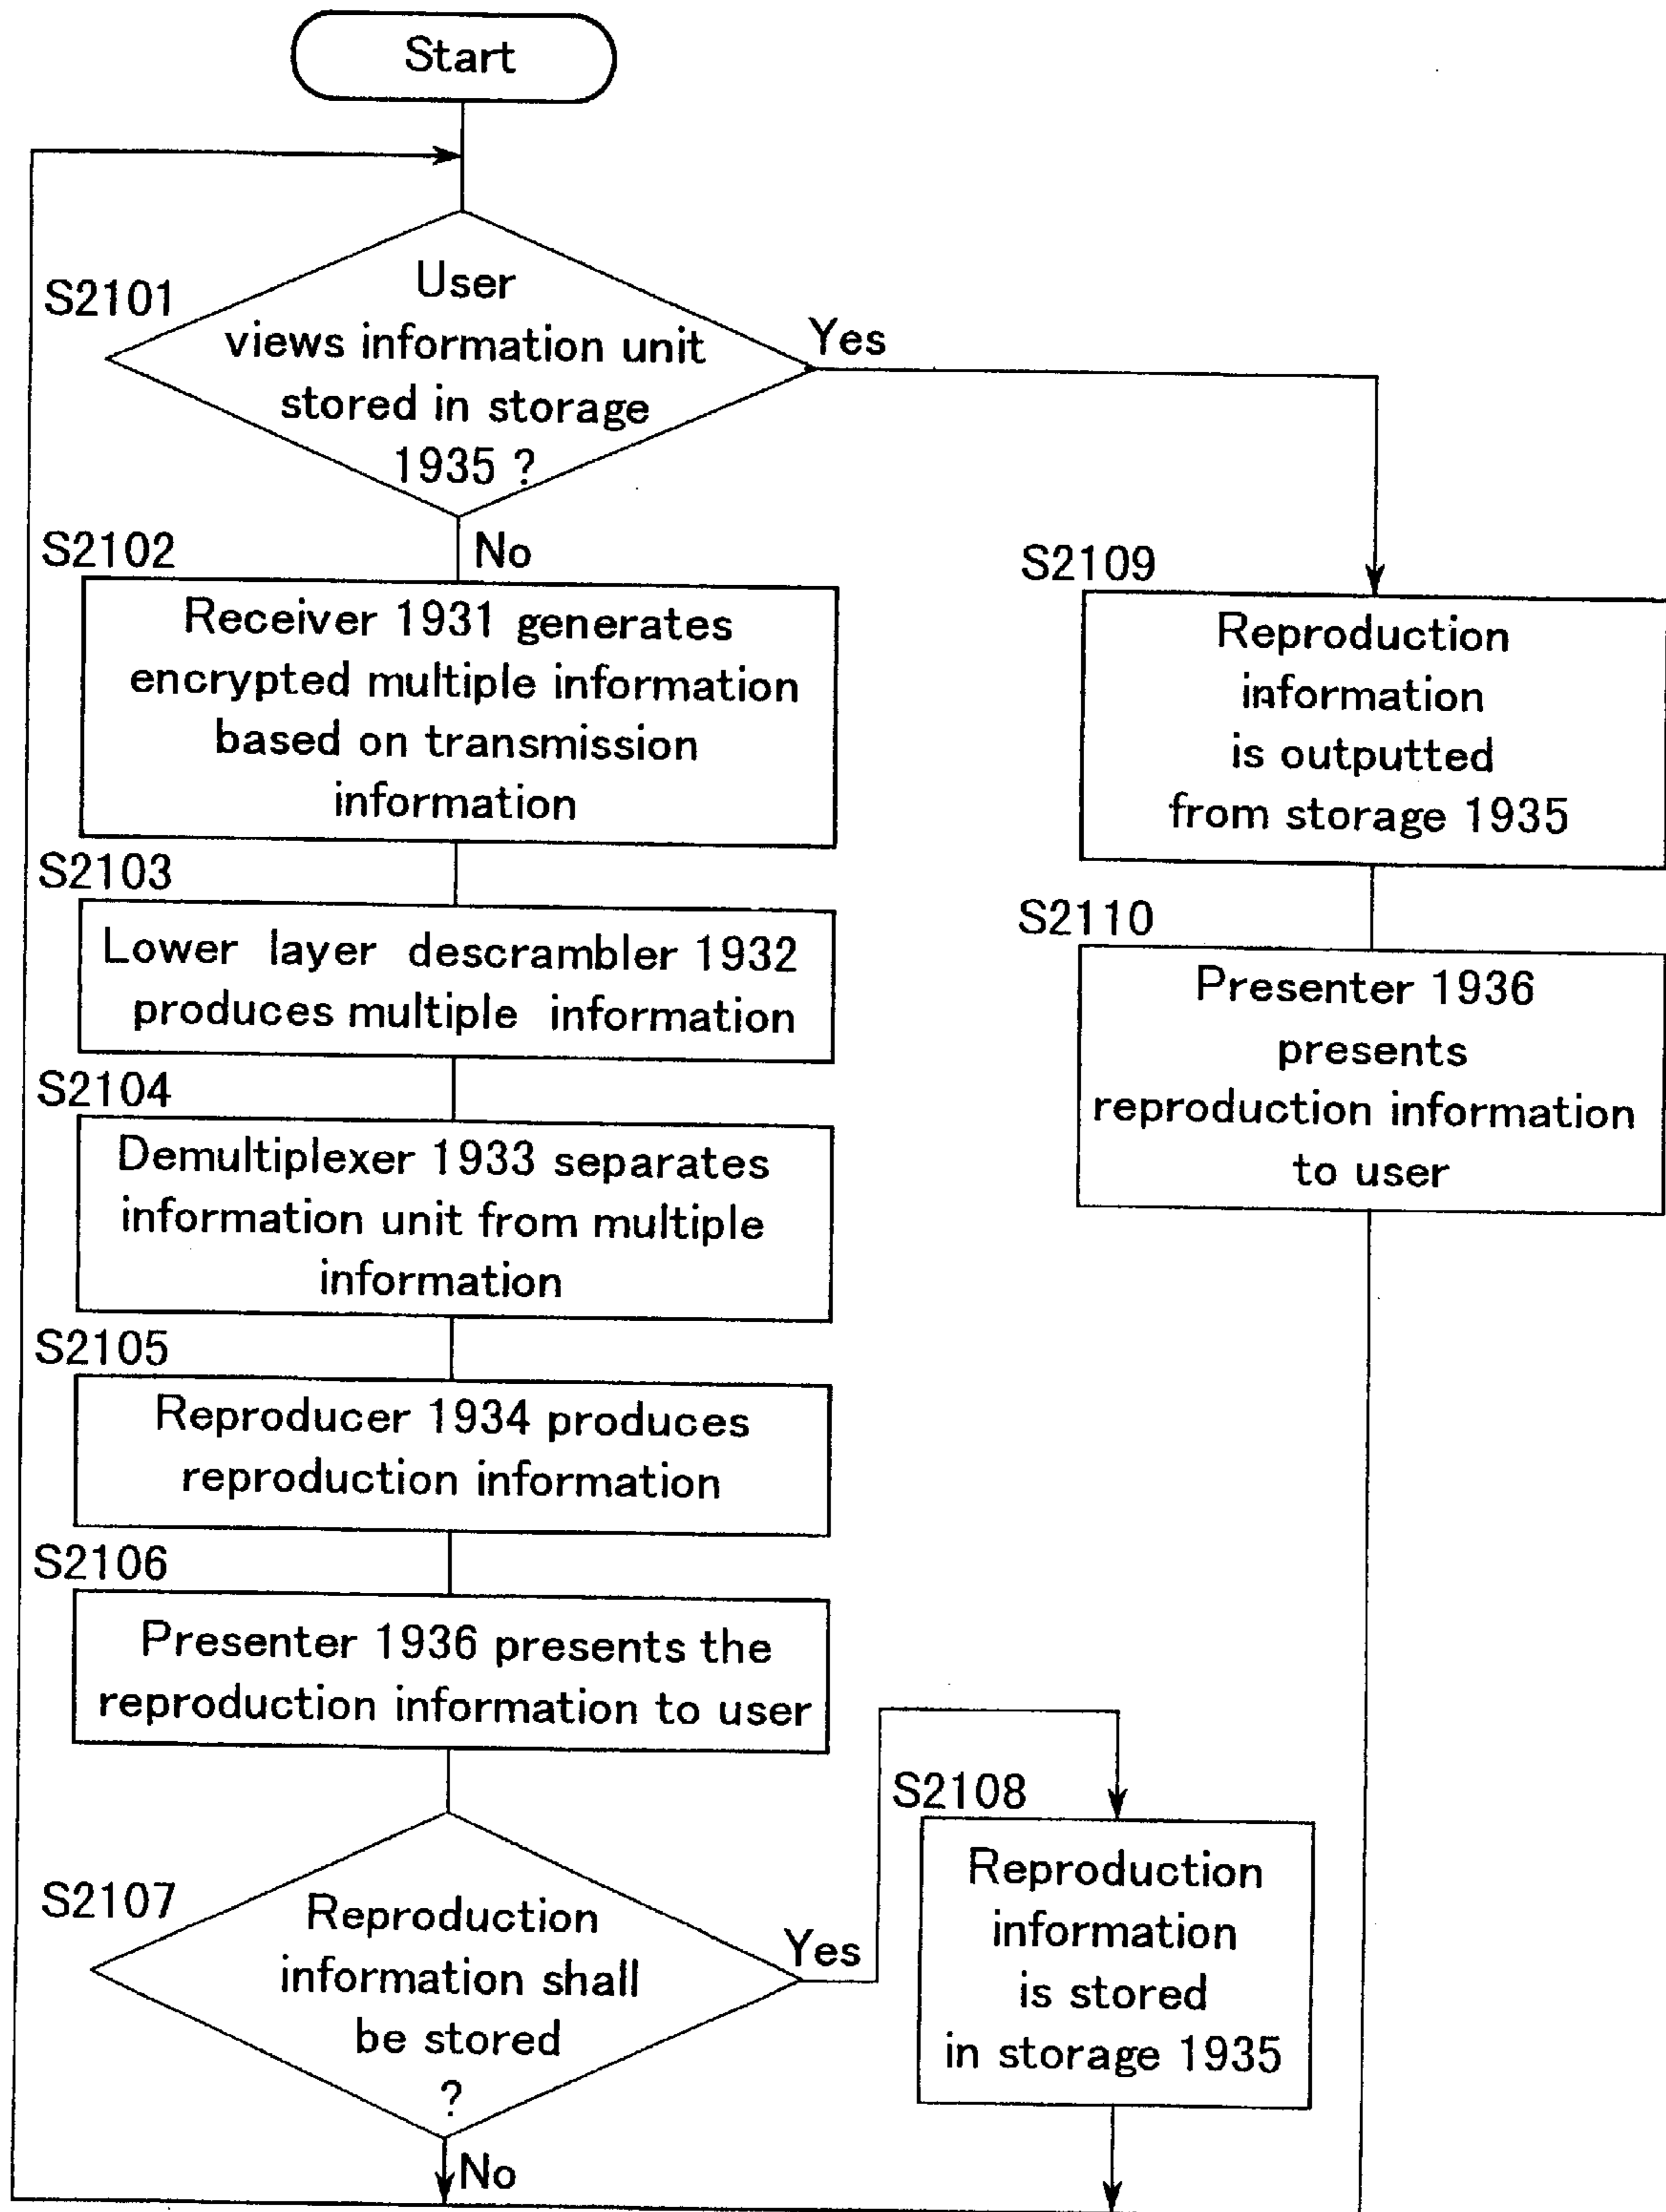 Start
S2101
User
views information unit
stored in storage
1935 ?
Yes
No
S2102
Receiver 1931 generates
encrypted multiple information
based on transmission
information
S2103
Lower layer descrambler 1932
produces multiple information
S2104
Demultiplexer 1933 separates
information unit from multiple
information
S2105
Reproducer 1934 produces
reproduction information
S2106
Presenter 1936 presents the
reproduction information to user
S2107
Reproduction
information shall
be stored
?
Yes
No
S2108
Reproduction
information
is stored
in storage 1935
S2109
Reproduction
information
is outputted
from storage 1935
S2110
Presenter 1936
presents
reproduction information
to user